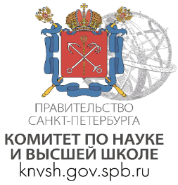 ПРАВИТЕЛЬСТВО
САНКТ-ПЕТЕРБУРГА
КОМИТЕТ ПО НАУКЕ
И ВЫСШЕЙ ШКОЛЕ
knvsh.gov.spb.ru